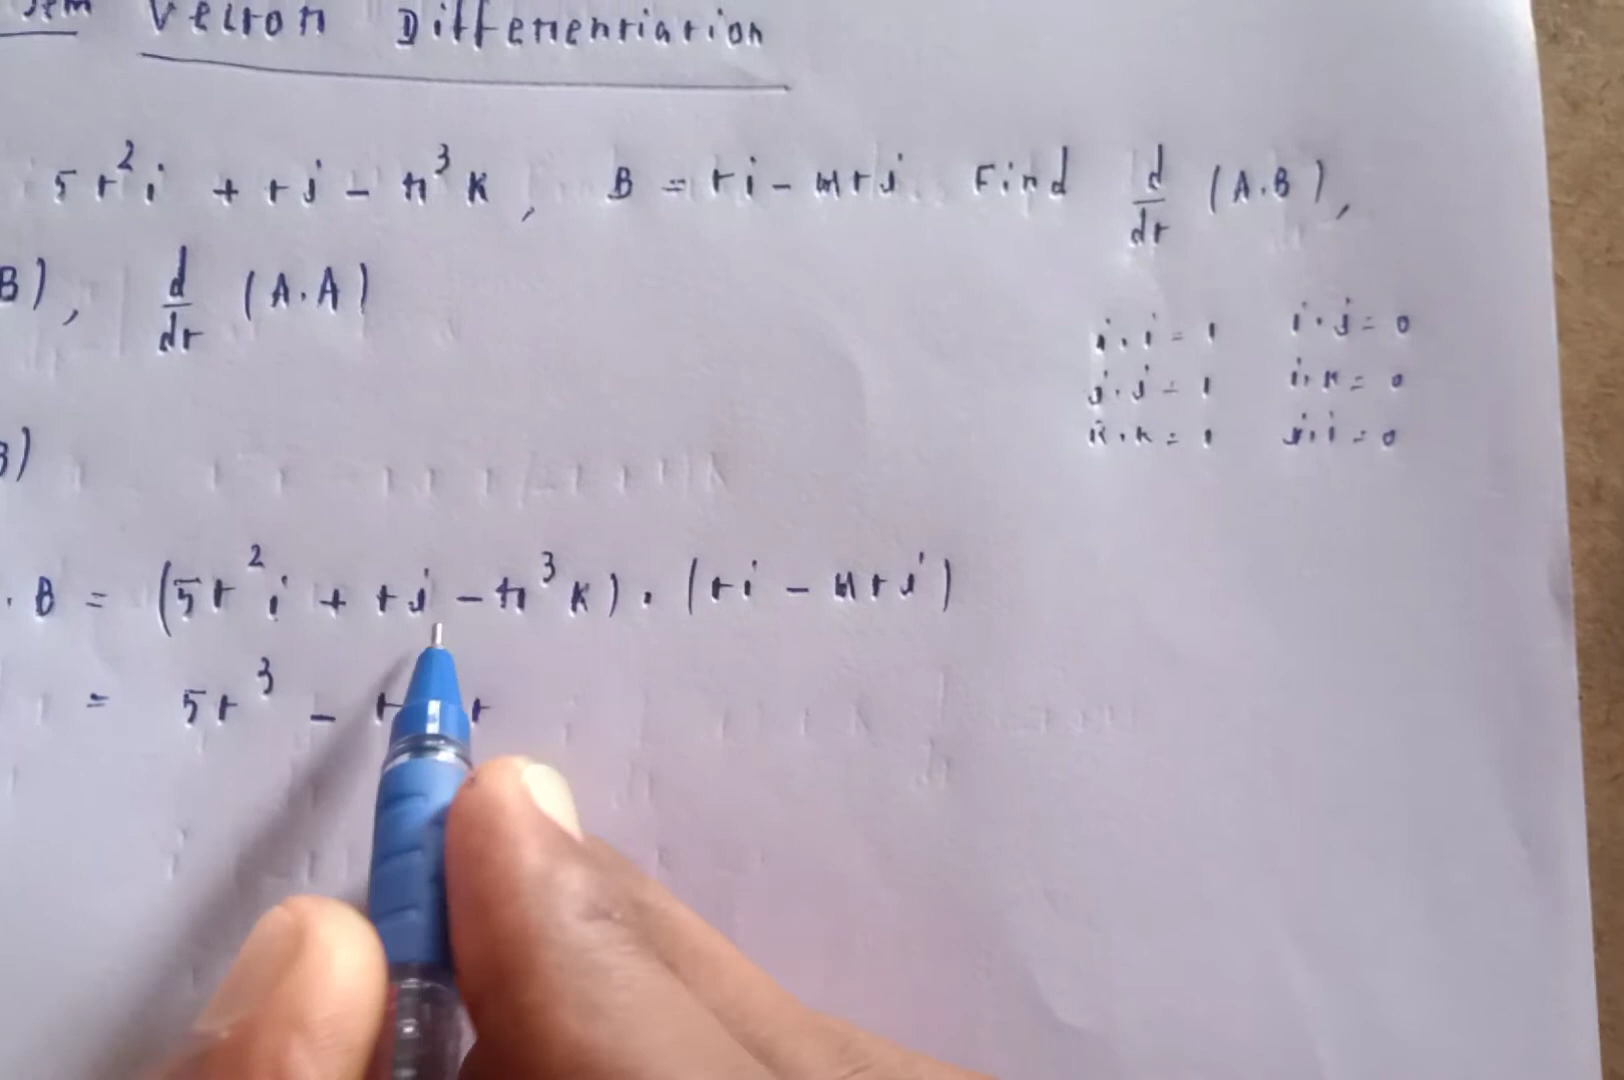 Vector Differentiation
5t²i + tj - t³k, B = ti - 4tj. Find d/dt (A.B),
B), d/dt (A.A)
i.i = 1 i.j = 0
j.j = 1 i.k = 0
k.k = 1 j.i = 0
B)
. B = (5t²i + tj - t³k) . (ti - 4tj)
= 5t³ - t